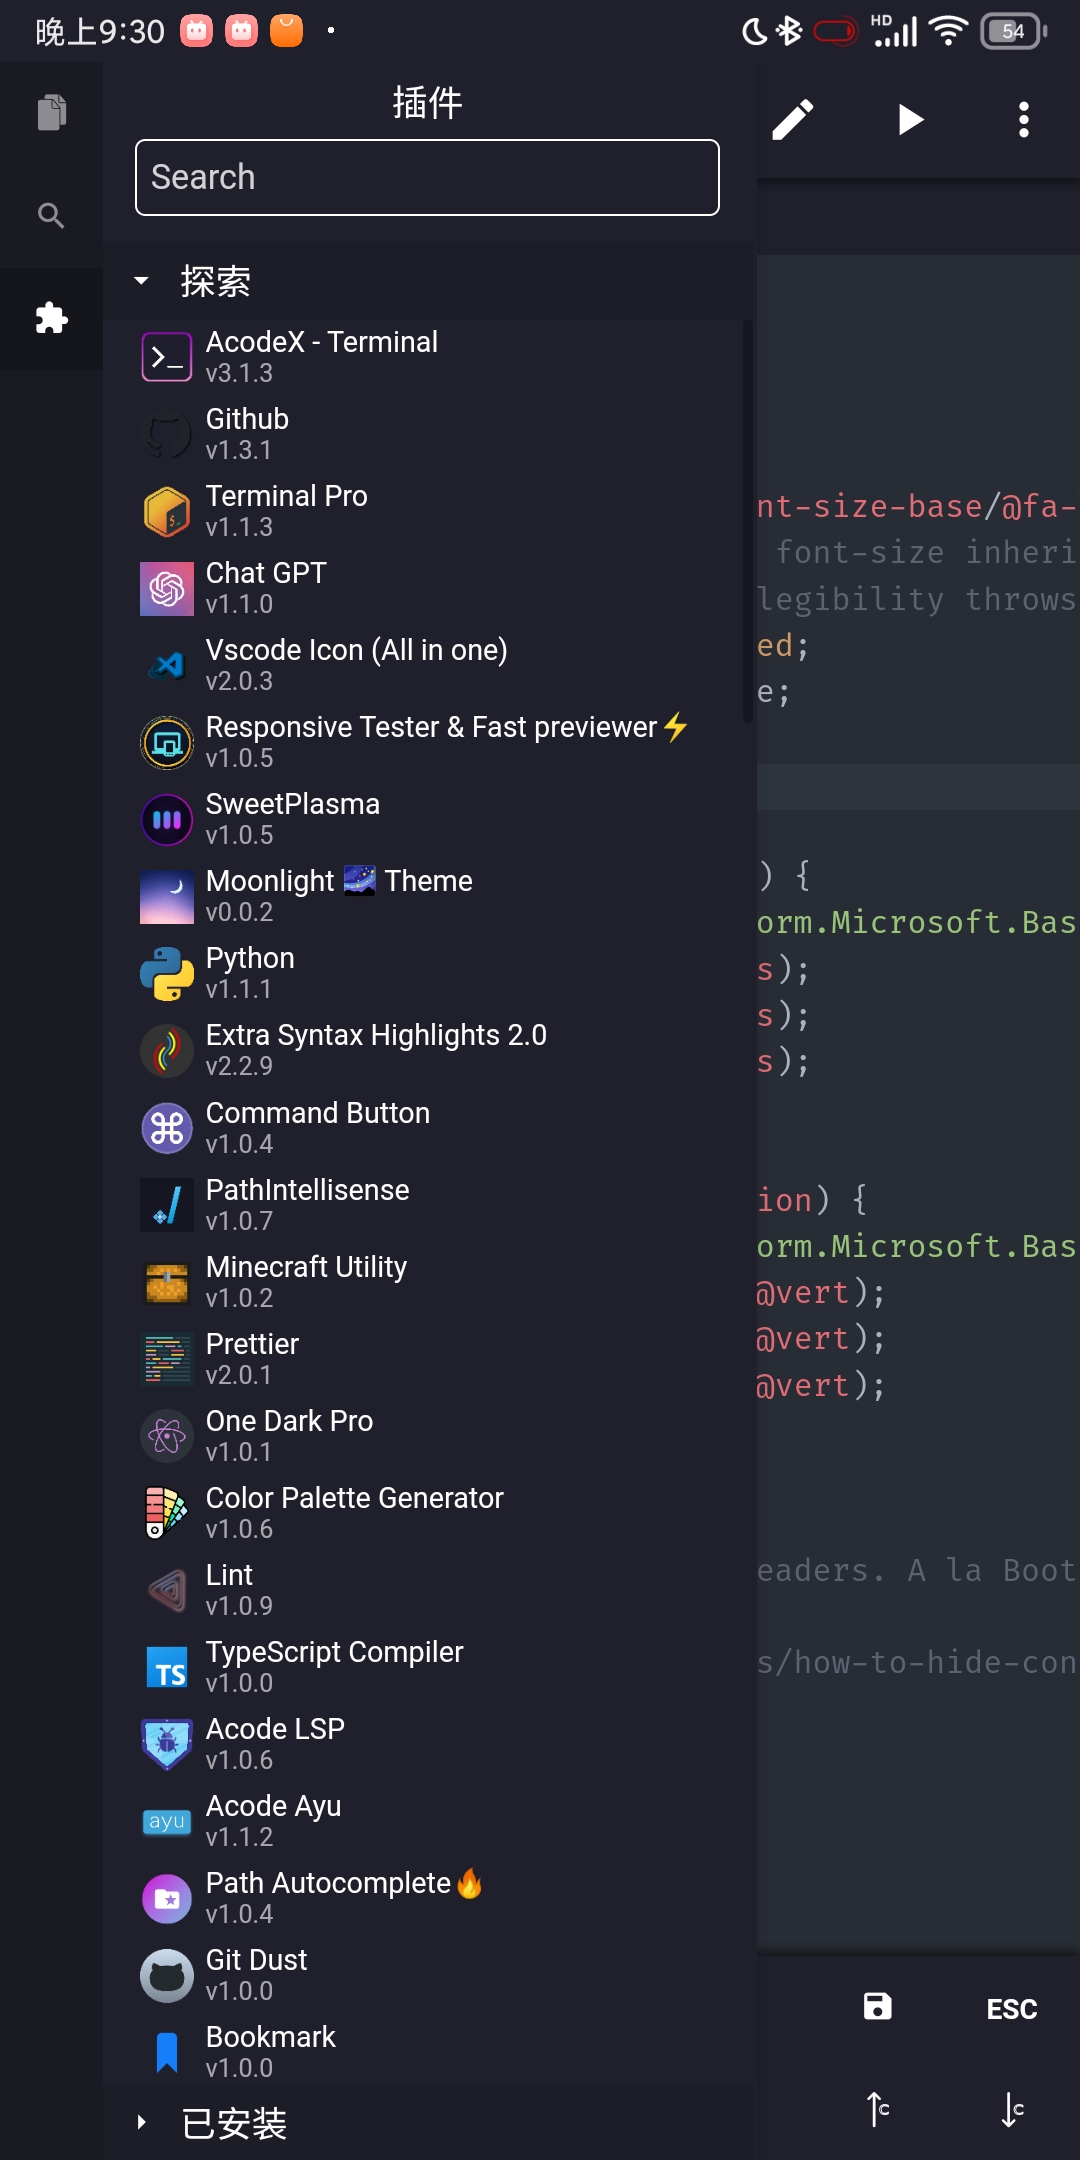 晚上9:30
HD
54
插件
Search
探索
AcodeX - Terminal
v3.1.3
Github
v1.3.1
Terminal Pro
v1.1.3
Chat GPT
v1.1.0
Vscode Icon (All in one)
v2.0.3
Responsive Tester & Fast previewer⚡
v1.0.5
SweetPlasma
v1.0.5
Moonlight 🌌 Theme
v0.0.2
Python
v1.1.1
Extra Syntax Highlights 2.0
v2.2.9
Command Button
v1.0.4
PathIntellisense
v1.0.7
Minecraft Utility
v1.0.2
Prettier
v2.0.1
One Dark Pro
v1.0.1
Color Palette Generator
v1.0.6
Lint
v1.0.9
TS
TypeScript Compiler
v1.0.0
Acode LSP
v1.0.6
ayu
Acode Ayu
v1.1.2
Path Autocomplete🔥
v1.0.4
Git Dust
v1.0.0
Bookmark
v1.0.0
已安装
nt-size-base/@fa-
font-size inheri
legibility throws
ed;
e;
) {
orm.Microsoft.Bas
s);
s);
s);
ion) {
orm.Microsoft.Bas
@vert);
@vert);
@vert);
eaders. A la Boot
s/how-to-hide-con
ESC
↑c
↓c